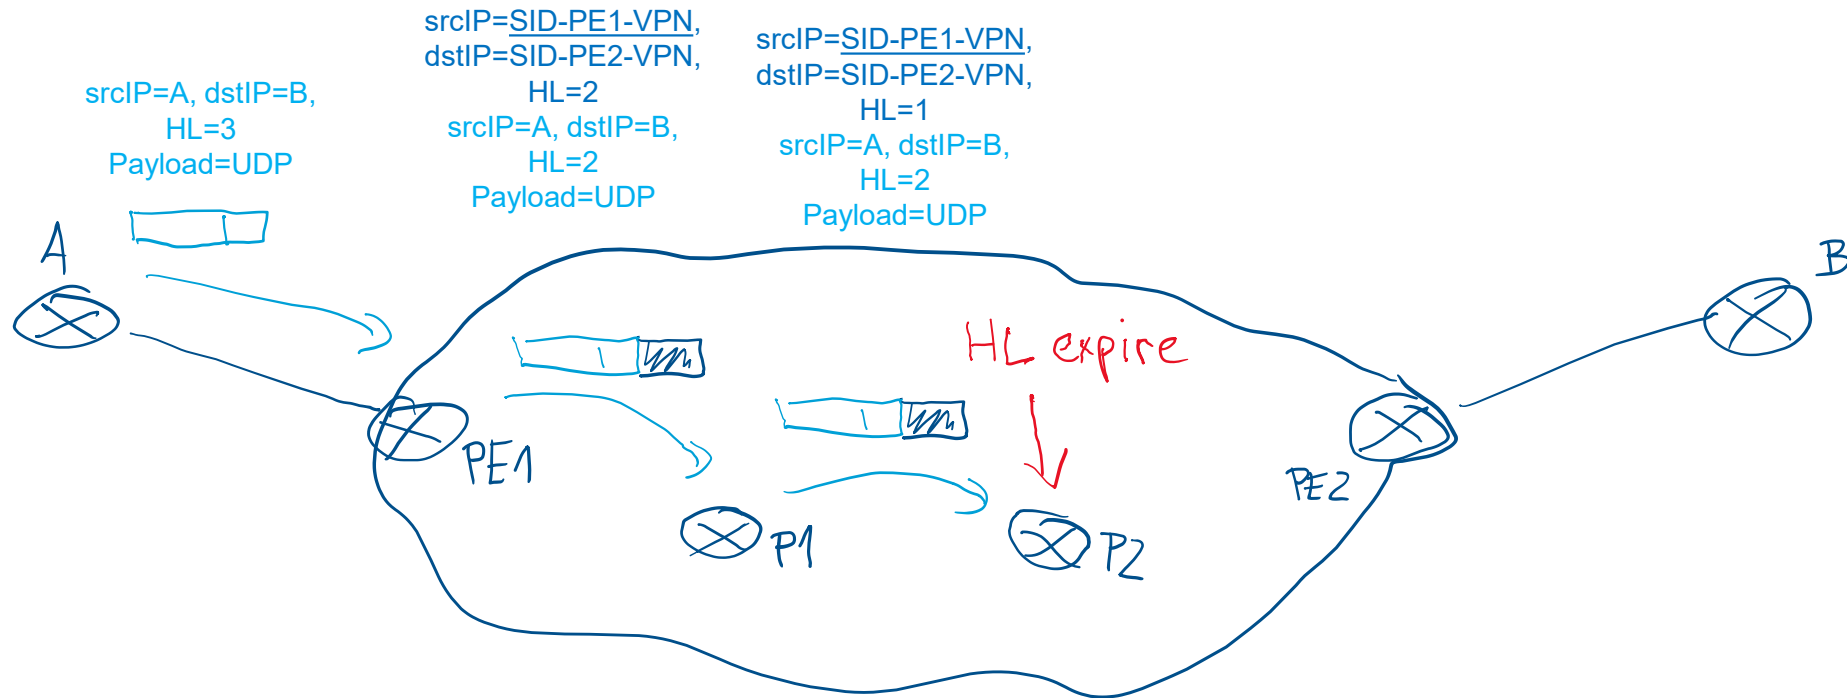 srcIP=A, dstIP=B,
HL=3
Payload=UDP
srcIP=SID-PE1-VPN,
dstIP=SID-PE2-VPN,
HL=2
srcIP=A, dstIP=B,
HL=2
Payload=UDP
srcIP=SID-PE1-VPN,
dstIP=SID-PE2-VPN,
HL=1
srcIP=A, dstIP=B,
HL=2
Payload=UDP
A
B
HL expire
PE1
PE2
P1
P2